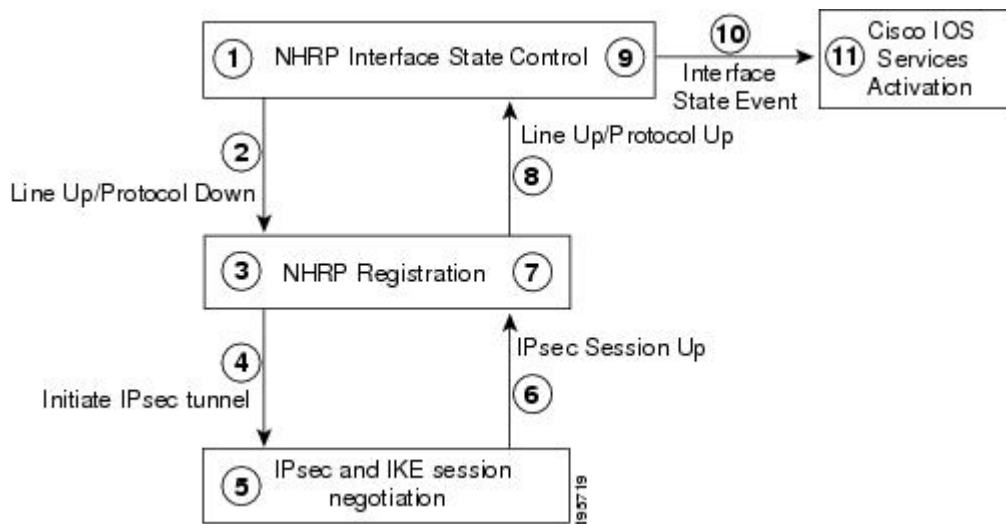 1 NHRP Interface State Control 9
10
Interface
State Event
11 Cisco IOS
Services
Activation
2
Line Up/Protocol Down
Line Up/Protocol Up
8
3 NHRP Registration 7
4
Initiate IPsec tunnel
IPsec Session Up
6
5 IPsec and IKE session
negotiation
195719